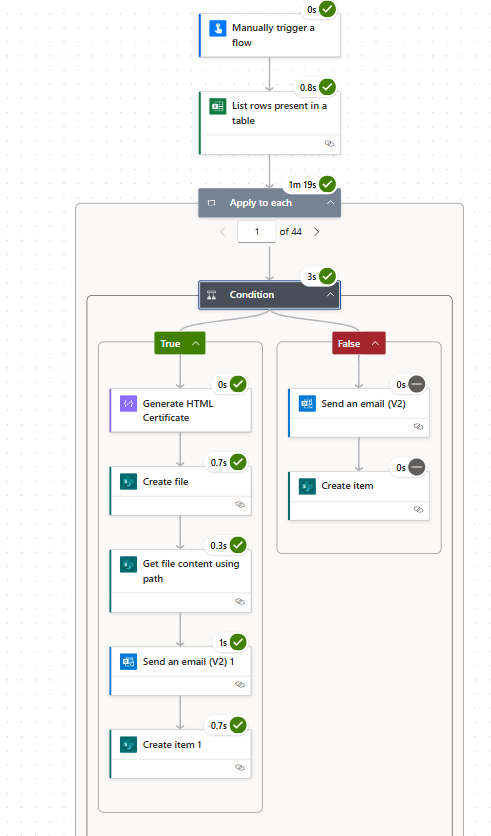 0s
Manually trigger a
flow
0.8s
List rows present in a
table
1m 19s
Apply to each
1 of 44
3s
Condition
True
False
0s
Generate HTML
Certificate
0s
Send an email (V2)
0.7s
Create file
0s
Create item
0.3s
Get file content using
path
1s
Send an email (V2) 1
0.7s
Create item 1